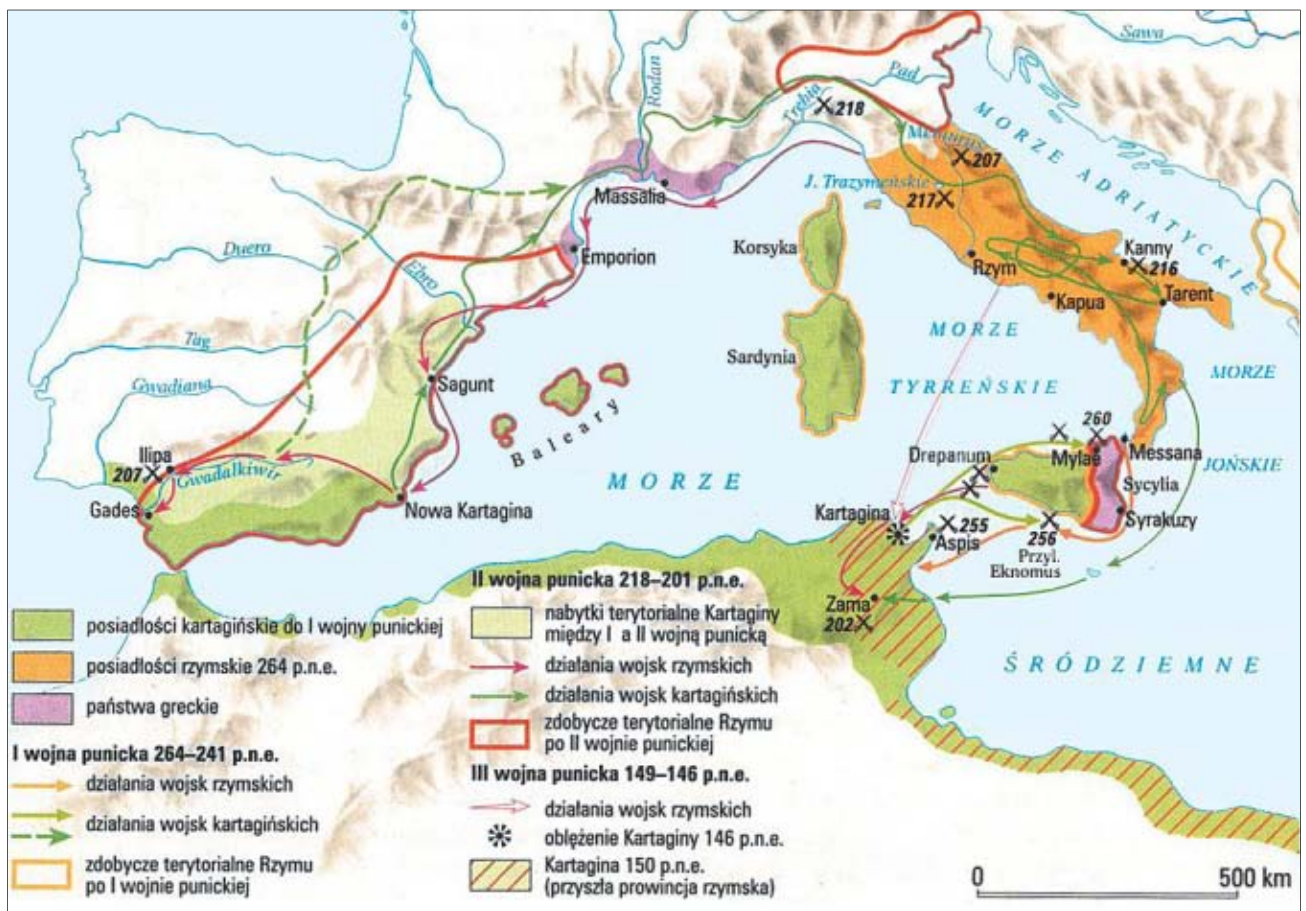 Sawa
Rodan
Pad
Trebia
218
MORZE ADRIATYCKIE
Metaurus
207
Massalia
J. Trazymeńskie
217
Duero
Ebro
Emporion
Korsyka
Rzym
Kanny
216
Kapua
Tarent
Tag
Gwadiana
Sagunt
Sardynia
MORZE
TYRREŃSKIE
MORZE
JOŃSKIE
Baleary
260
Ilipa
207
Gwadalkiwir
Drepanum
Mylae
Messana
Sycylia
Gades
Nowa Kartagina
MORZE
Kartagina
255
Aspis
256
Przyl.
Eknomus
Syrakuzy
Zama
202
ŚRÓDZIEMNE
posiadłości kartagińskie do I wojny punickiej
posiadłości rzymskie 264 p.n.e.
państwa greckie
I wojna punicka 264–241 p.n.e.
działania wojsk rzymskich
działania wojsk kartagińskich
zdobycze terytorialne Rzymu
po I wojnie punickiej
II wojna punicka 218–201 p.n.e.
nabytki terytorialne Kartaginy
między I a II wojną punicką
działania wojsk rzymskich
działania wojsk kartagińskich
zdobycze terytorialne Rzymu
po II wojnie punickiej
III wojna punicka 149–146 p.n.e.
działania wojsk rzymskich
oblężenie Kartaginy 146 p.n.e.
Kartagina 150 p.n.e.
(przyszła prowincja rzymska)
0 500 km